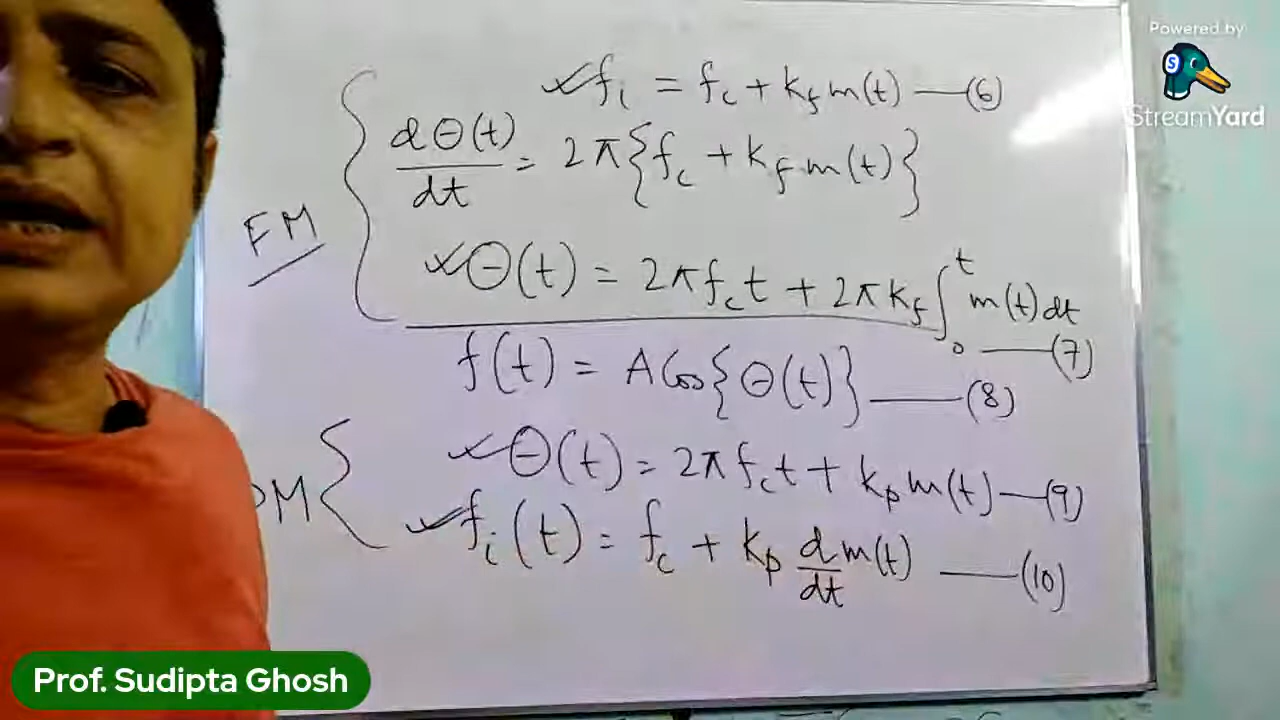 Powered by
StreamYard
f_i = f_c + k_f m(t) —(6)
dθ(t)/dt = 2π{f_c + k_f m(t)}
FM
θ(t) = 2πf_c t + 2πk_f ∫_0^t m(t)dt —(7)
f(t) = A Cos{θ(t)} —(8)
θ(t) = 2πf_c t + k_p m(t) —(9)
PM
f_i(t) = f_c + k_p d/dt m(t) —(10)
Prof. Sudipta Ghosh